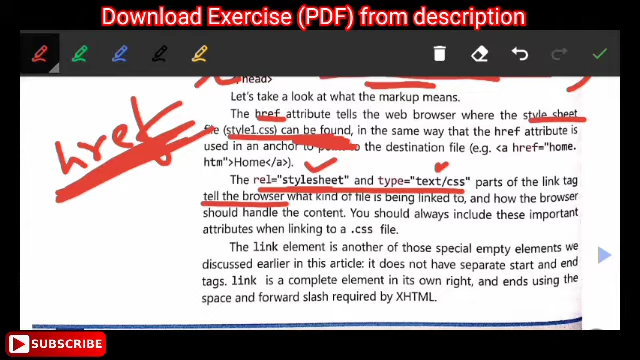 Download Exercise (PDF) from description
head>
Let's take a look at what the markup means.
The href attribute tells the web browser where the style sheet
file (style1.css) can be found, in the same way that the href attribute is
used in an anchor to point to the destination file (e.g. <a href="home.
htm">Home</a>).
The rel="stylesheet" and type="text/css" parts of the link tag
tell the browser what kind of file is being linked to, and how the browser
should handle the content. You should always include these important
attributes when linking to a .css file.
The link element is another of those special empty elements we
discussed earlier in this article: it does not have separate start and end
tags. link is a complete element in its own right, and ends using the
space and forward slash required by XHTML.
href
SUBSCRIBE